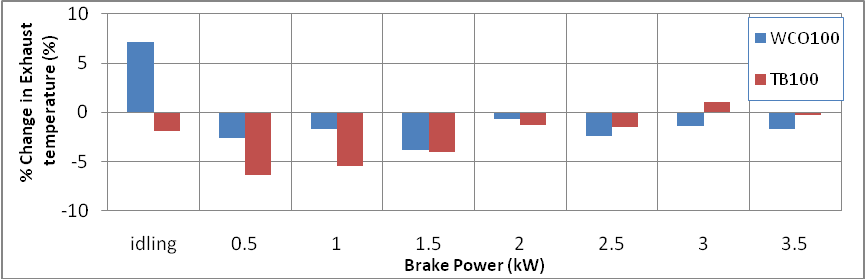 % Change in Exhaust
temperature (%)
10
5
0
-5
-10
WCO100
TB100
idling 0.5 1 1.5 2 2.5 3 3.5
Brake Power (kW)